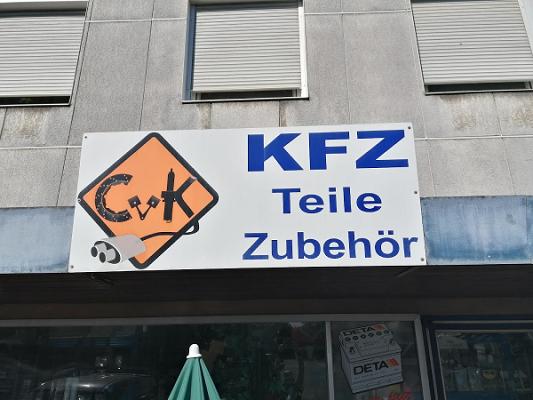 CvK
KFZ
Teile
Zubehör
DETA
DETA